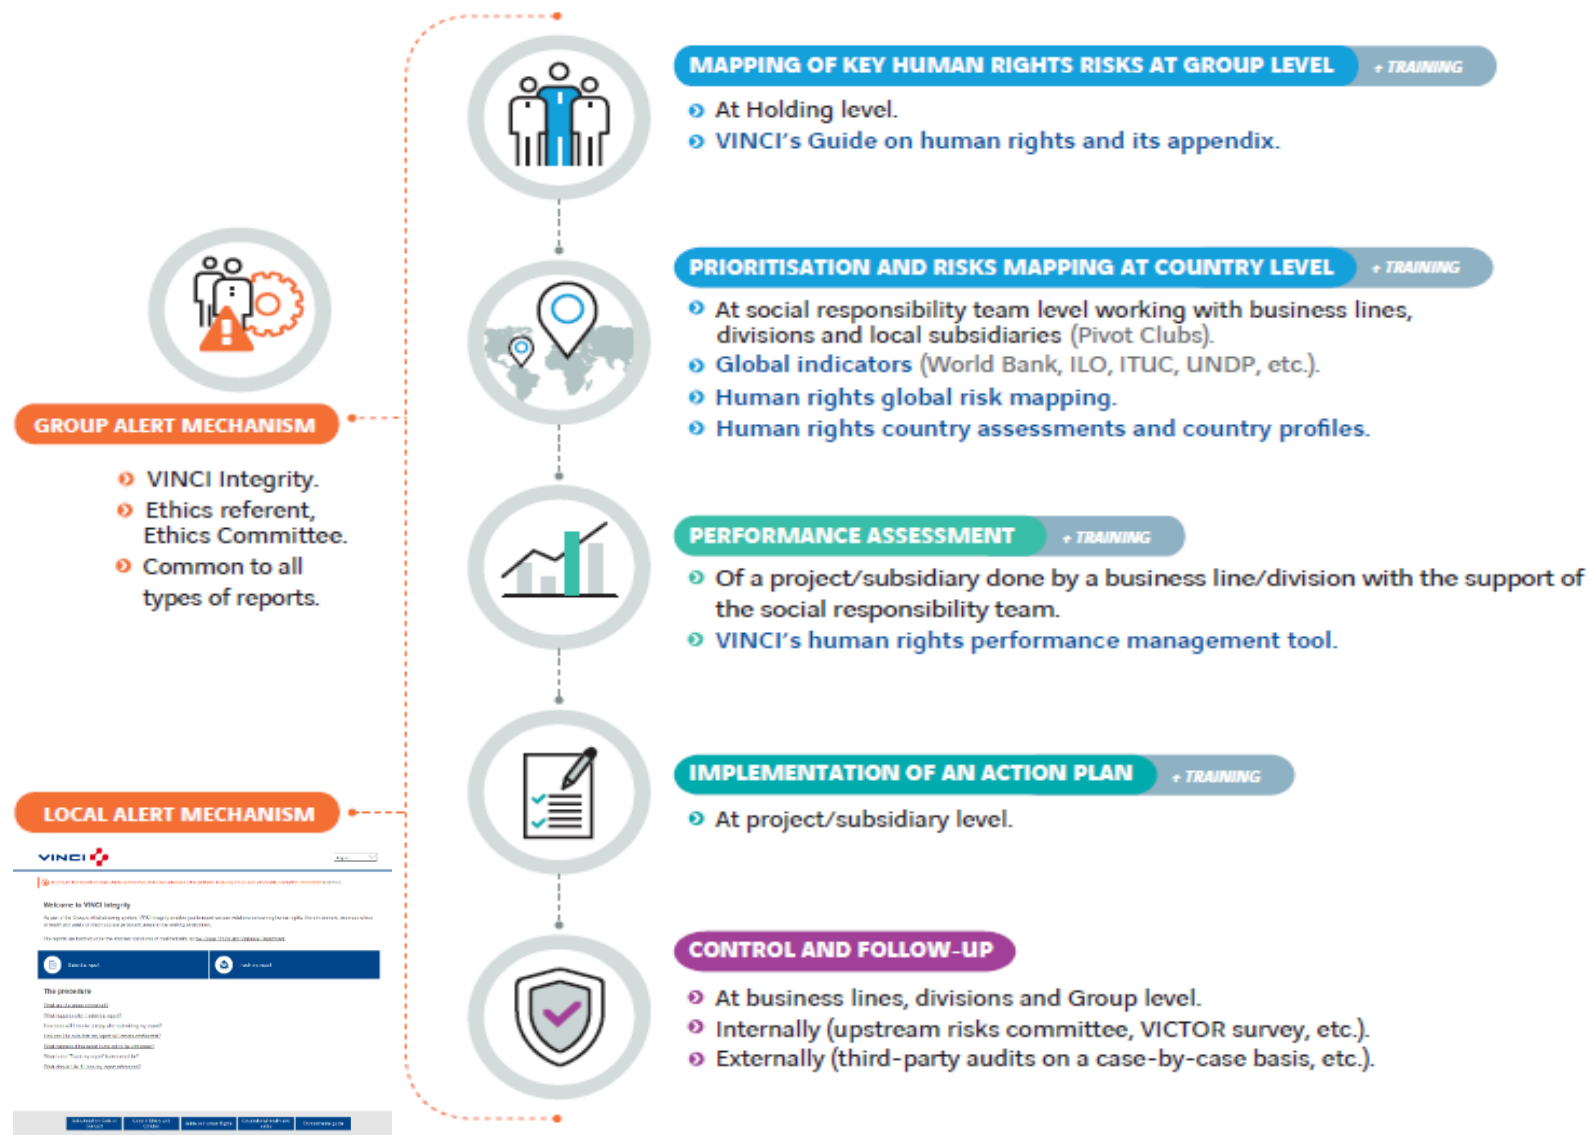 MAPPING OF KEY HUMAN RIGHTS RISKS AT GROUP LEVEL + TRAINING
At Holding level.
VINCI's Guide on human rights and its appendix.
PRIORITISATION AND RISKS MAPPING AT COUNTRY LEVEL + TRAINING
At social responsibility team level working with business lines,
divisions and local subsidiaries (Pivot Clubs).
Global indicators (World Bank, ILO, ITUC, UNDP, etc.).
Human rights global risk mapping.
Human rights country assessments and country profiles.
GROUP ALERT MECHANISM
VINCI Integrity.
Ethics referent,
Ethics Committee.
Common to all
types of reports.
PERFORMANCE ASSESSMENT + TRAINING
Of a project/subsidiary done by a business line/division with the support of
the social responsibility team.
VINCI's human rights performance management tool.
IMPLEMENTATION OF AN ACTION PLAN + TRAINING
At project/subsidiary level.
LOCAL ALERT MECHANISM
VINCI
Welcome to VINCI Integrity
The procedure
CONTROL AND FOLLOW-UP
At business lines, divisions and Group level.
Internally (upstream risks committee, VICTOR survey, etc.).
Externally (third-party audits on a case-by-case basis, etc.).